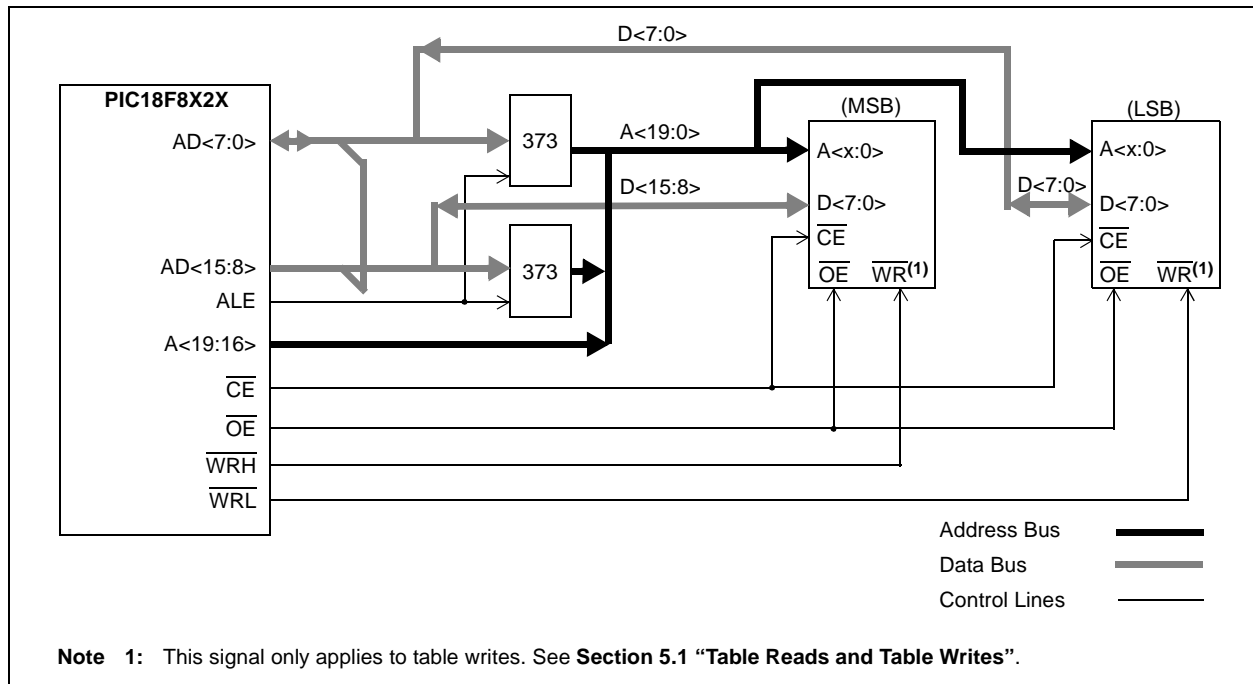 D<7:0>
PIC18F8X2X
AD<7:0>
373
A<19:0>
(MSB)
A<x:0>
(LSB)
A<x:0>
D<15:8>
D<7:0>
D<7:0>
D<7:0>
CE
CE
AD<15:8>
373
OE WR(1)
OE WR(1)
ALE
A<19:16>
CE
OE
WRH
WRL
Address Bus
Data Bus
Control Lines
Note 1: This signal only applies to table writes. See Section 5.1 “Table Reads and Table Writes”.